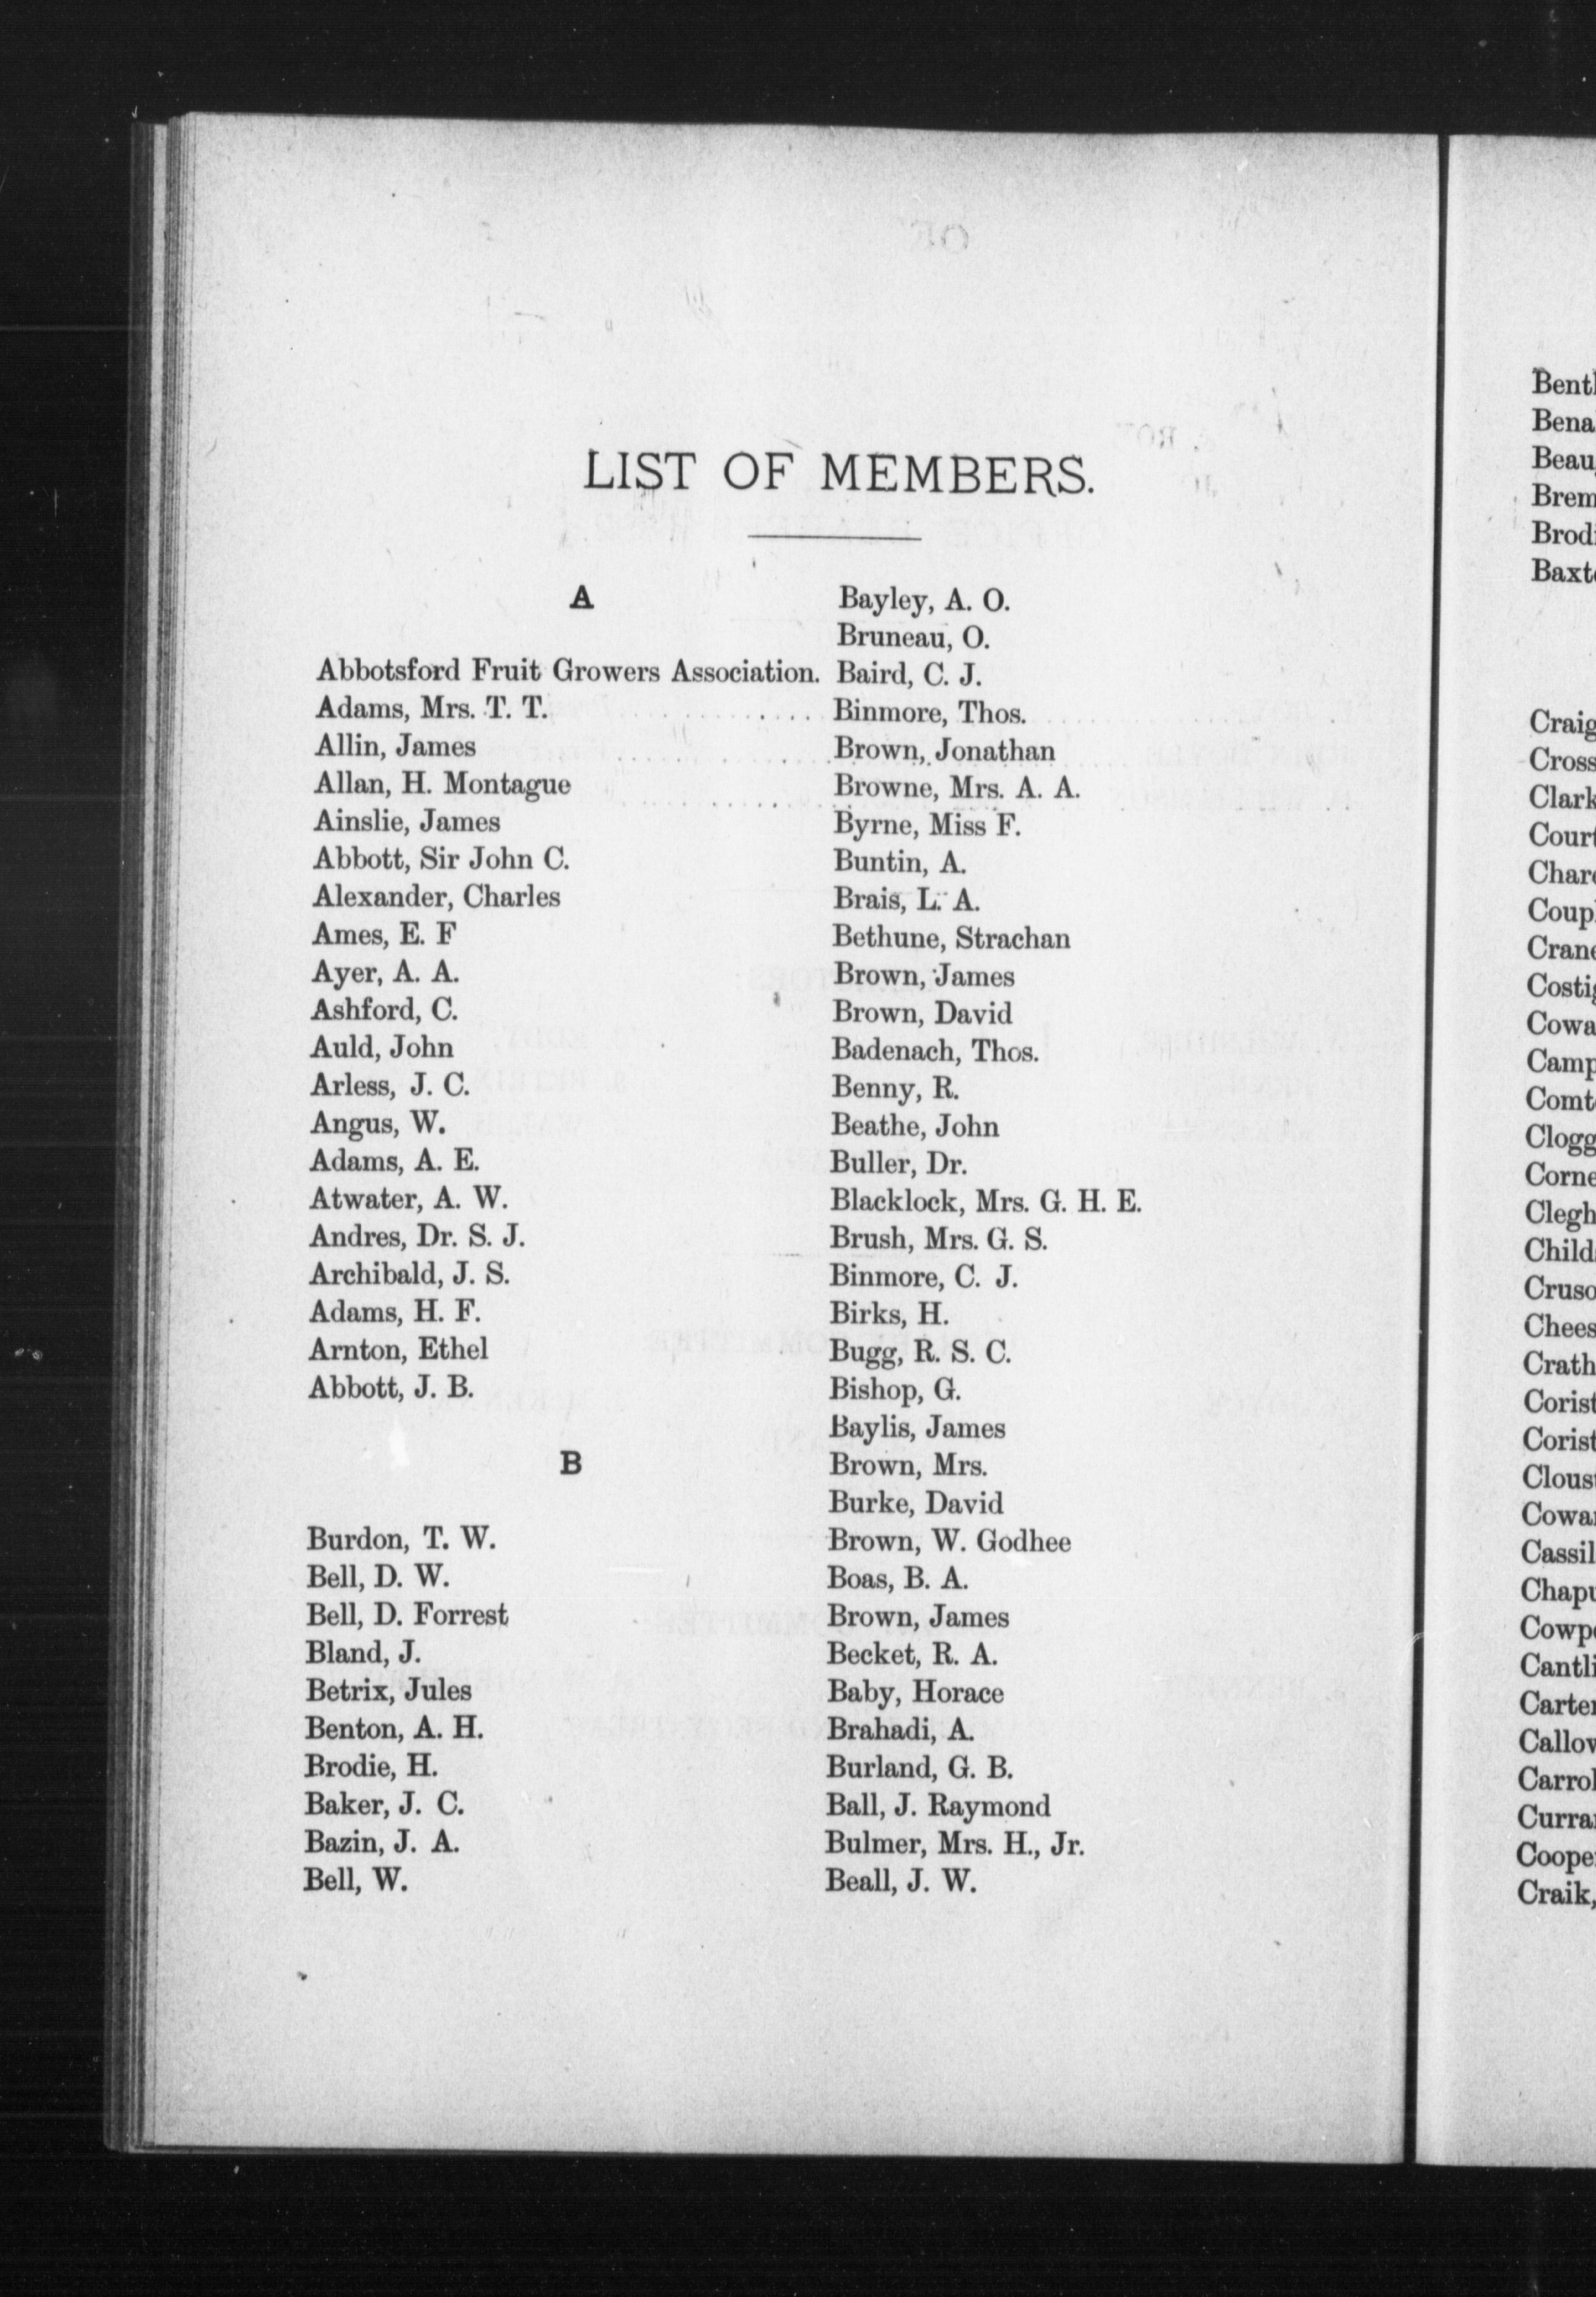 LIST OF MEMBERS.
A
Abbotsford Fruit Growers Association.
Adams, Mrs. T. T.
Allin, James
Allan, H. Montague
Ainslie, James
Abbott, Sir John C.
Alexander, Charles
Ames, E. F
Ayer, A. A.
Ashford, C.
Auld, John
Arless, J. C.
Angus, W.
Adams, A. E.
Atwater, A. W.
Andres, Dr. S. J.
Archibald, J. S.
Adams, H. F.
Arnton, Ethel
Abbott, J. B.
B
Burdon, T. W.
Bell, D. W.
Bell, D. Forrest
Bland, J.
Betrix, Jules
Benton, A. H.
Brodie, H.
Baker, J. C.
Bazin, J. A.
Bell, W.
Bayley, A. O.
Bruneau, O.
Baird, C. J.
Binmore, Thos.
Brown, Jonathan
Browne, Mrs. A. A.
Byrne, Miss F.
Buntin, A.
Brais, L. A.
Bethune, Strachan
Brown, James
Brown, David
Badenach, Thos.
Benny, R.
Beathe, John
Buller, Dr.
Blacklock, Mrs. G. H. E.
Brush, Mrs. G. S.
Binmore, C. J.
Birks, H.
Bugg, R. S. C.
Bishop, G.
Baylis, James
Brown, Mrs.
Burke, David
Brown, W. Godhee
Boas, B. A.
Brown, James
Becket, R. A.
Baby, Horace
Brahadi, A.
Burland, G. B.
Ball, J. Raymond
Bulmer, Mrs. H., Jr.
Beall, J. W.